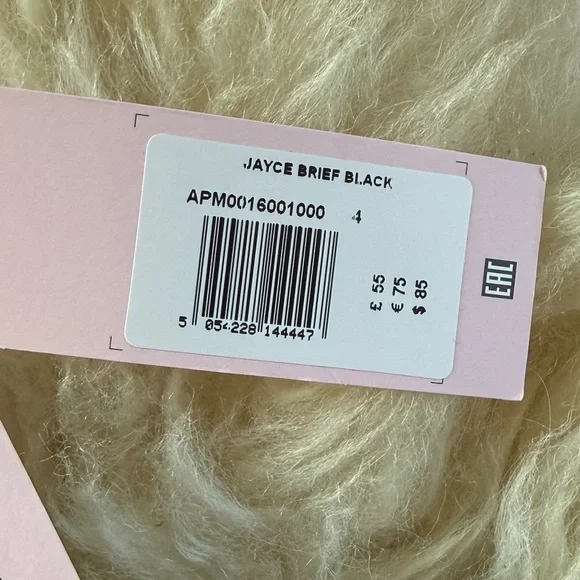 JAYCE BRIEF BLACK
APM0016001000 4
5 054228 144447
£ 55
€ 75
$ 85
EAC